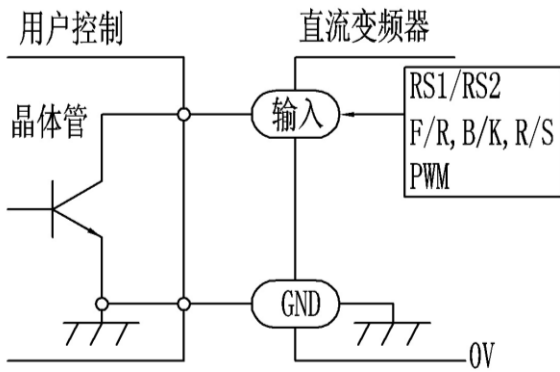 用户控制
直流变频器
晶体管
输入
RS1/RS2
F/R, B/K, R/S
PWM
GND
0V